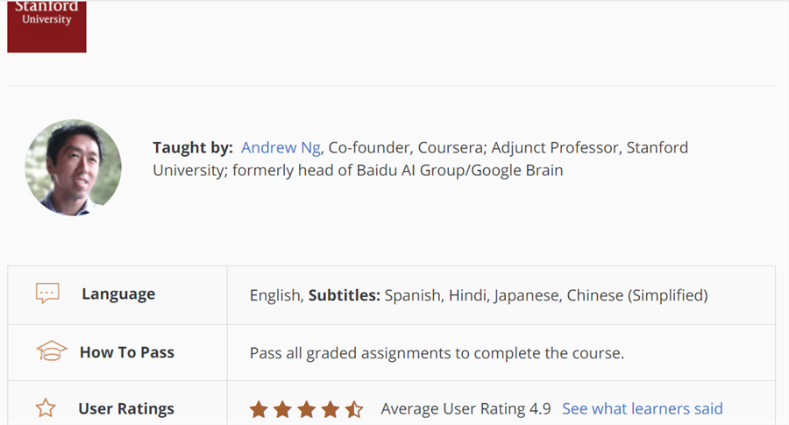 Stanford
University
Taught by: Andrew Ng, Co-founder, Coursera; Adjunct Professor, Stanford
University; formerly head of Baidu AI Group/Google Brain
Language
English, Subtitles: Spanish, Hindi, Japanese, Chinese (Simplified)
How To Pass
Pass all graded assignments to complete the course.
User Ratings
Average User Rating 4.9 See what learners said